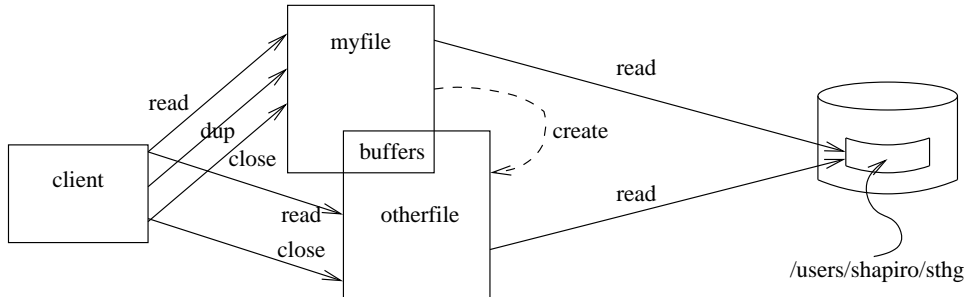 myfile
read
read
dup
create
close
buffers
client
read
otherfile
read
close
/users/shapiro/sthg